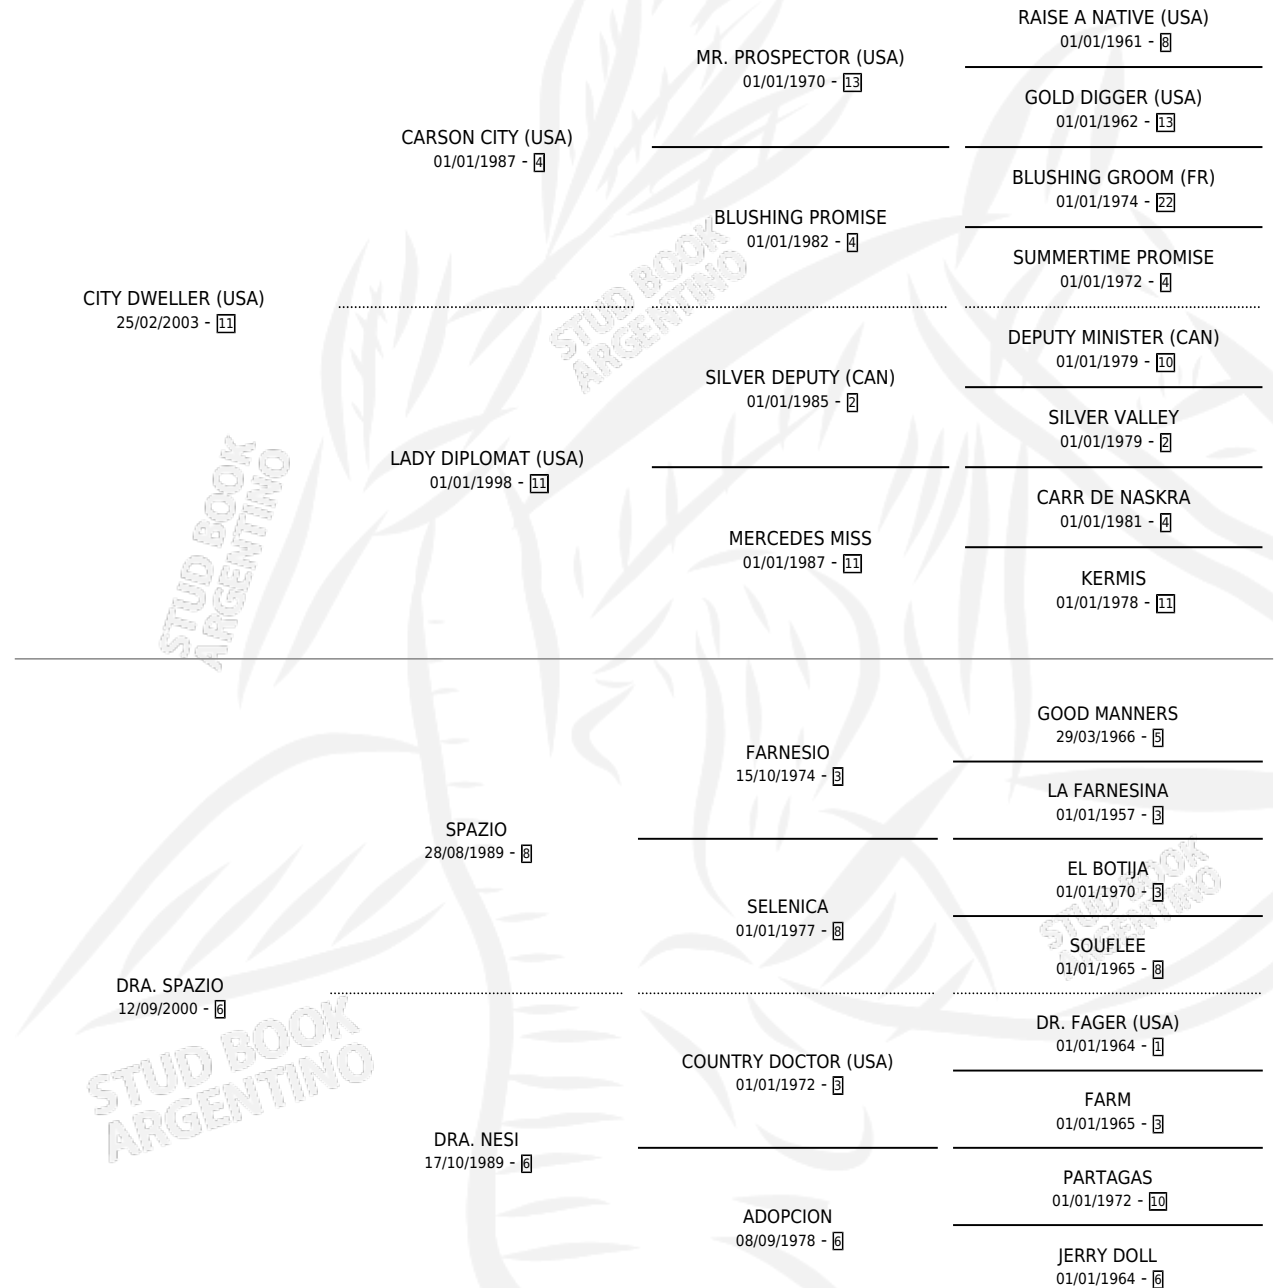 RAISE A NATIVE (USA)
01/01/1961 - 8
MR. PROSPECTOR (USA)
01/01/1970 - 13
GOLD DIGGER (USA)
01/01/1962 - 13
CARSON CITY (USA)
01/01/1987 - 4
BLUSHING GROOM (FR)
01/01/1974 - 22
BLUSHING PROMISE
01/01/1982 - 4
SUMMERTIME PROMISE
01/01/1972 - 4
CITY DWELLER (USA)
25/02/2003 - 11
STUD BOOK
ARGENTINO
DEPUTY MINISTER (CAN)
01/01/1979 - 10
SILVER DEPUTY (CAN)
01/01/1985 - 2
SILVER VALLEY
01/01/1979 - 2
LADY DIPLOMAT (USA)
01/01/1998 - 11
CARR DE NASKRA
01/01/1981 - 4
MERCEDES MISS
01/01/1987 - 11
KERMIS
01/01/1978 - 11
STUD BOOK
ARGENTINO
GOOD MANNERS
29/03/1966 - 5
FARNESIO
15/10/1974 - 3
LA FARNESINA
01/01/1957 - 3
SPAZIO
28/08/1989 - 8
EL BOTIJA
01/01/1970 - 3
SELENICA
01/01/1977 - 8
SOUFLEE
01/01/1965 - 8
STUD BOOK
ARGENTINO
DRA. SPAZIO
12/09/2000 - 6
DR. FAGER (USA)
01/01/1964 - 1
COUNTRY DOCTOR (USA)
01/01/1972 - 3
FARM
01/01/1965 - 3
STUD BOOK
ARGENTINO
DRA. NESI
17/10/1989 - 6
PARTAGAS
01/01/1972 - 10
ADOPCION
08/09/1978 - 6
JERRY DOLL
01/01/1964 - 6